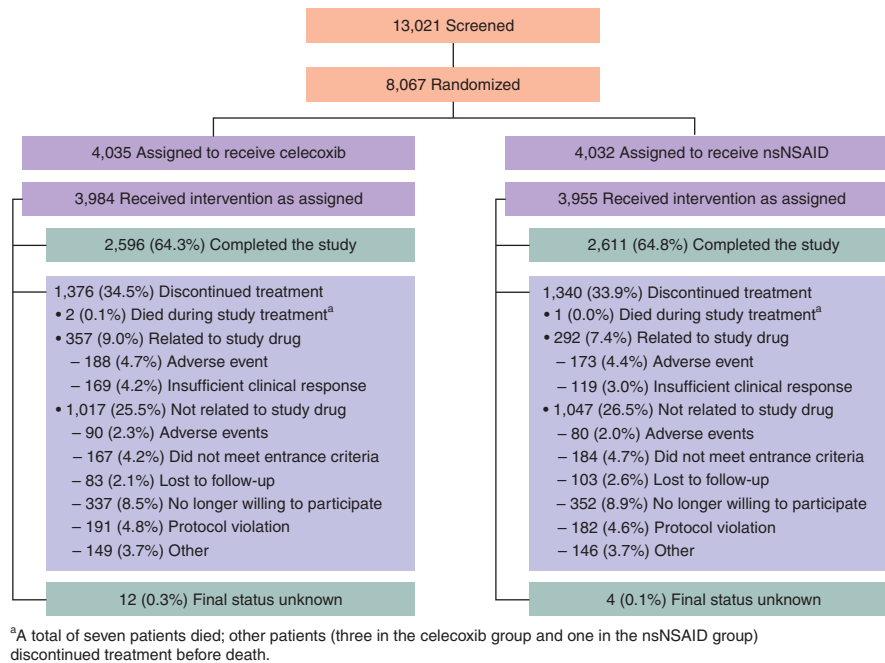 13,021 Screened
8,067 Randomized
4,035 Assigned to receive celecoxib
3,984 Received intervention as assigned
2,596 (64.3%) Completed the study
1,376 (34.5%) Discontinued treatment
• 2 (0.1%) Died during study treatmentᵃ
• 357 (9.0%) Related to study drug
– 188 (4.7%) Adverse event
– 169 (4.2%) Insufficient clinical response
• 1,017 (25.5%) Not related to study drug
– 90 (2.3%) Adverse events
– 167 (4.2%) Did not meet entrance criteria
– 83 (2.1%) Lost to follow-up
– 337 (8.5%) No longer willing to participate
– 191 (4.8%) Protocol violation
– 149 (3.7%) Other
12 (0.3%) Final status unknown
4,032 Assigned to receive nsNSAID
3,955 Received intervention as assigned
2,611 (64.8%) Completed the study
1,340 (33.9%) Discontinued treatment
• 1 (0.0%) Died during study treatmentᵃ
• 292 (7.4%) Related to study drug
– 173 (4.4%) Adverse event
– 119 (3.0%) Insufficient clinical response
• 1,047 (26.5%) Not related to study drug
– 80 (2.0%) Adverse events
– 184 (4.7%) Did not meet entrance criteria
– 103 (2.6%) Lost to follow-up
– 352 (8.9%) No longer willing to participate
– 182 (4.6%) Protocol violation
– 146 (3.7%) Other
4 (0.1%) Final status unknown
ᵃA total of seven patients died; other patients (three in the celecoxib group and one in the nsNSAID group)
discontinued treatment before death.